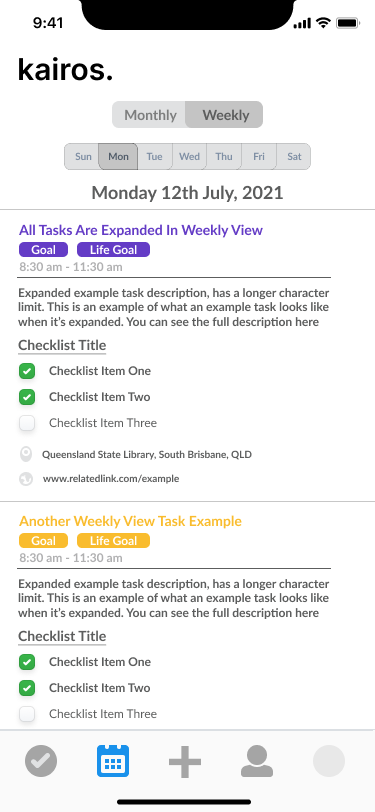 9:41
kairos.
Monthly Weekly
Sun Mon Tue Wed Thu Fri Sat
Monday 12th July, 2021
All Tasks Are Expanded In Weekly View
Goal Life Goal
8:30 am - 11:30 am
Expanded example task description, has a longer character
limit. This is an example of what an example task looks like
when it's expanded. You can see the full description here
Checklist Title
Checklist Item One
Checklist Item Two
Checklist Item Three
Queensland State Library, South Brisbane, QLD
www.relatedlink.com/example
Another Weekly View Task Example
Goal Life Goal
8:30 am - 11:30 am
Expanded example task description, has a longer character
limit. This is an example of what an example task looks like
when it's expanded. You can see the full description here
Checklist Title
Checklist Item One
Checklist Item Two
Checklist Item Three